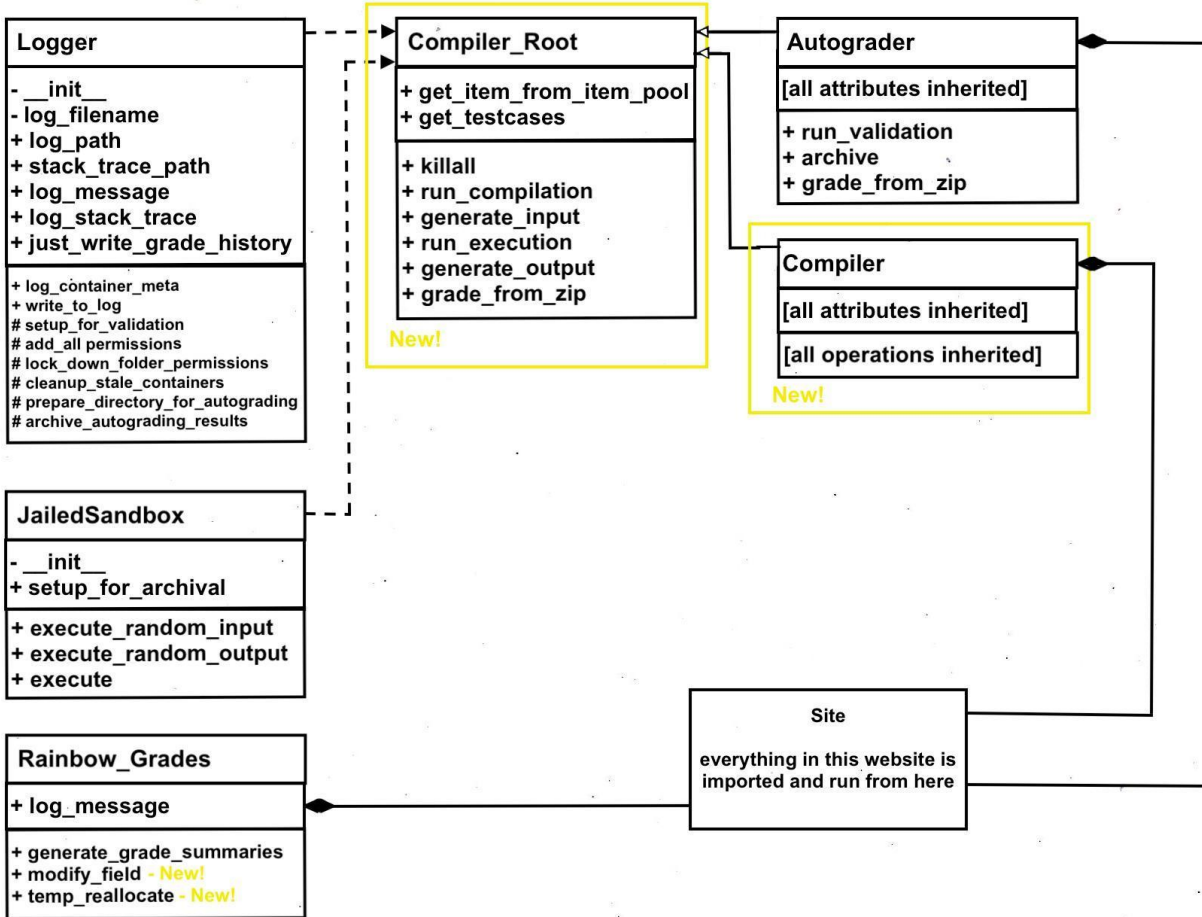 Logger
- __init__
- log_filename
+ log_path
+ stack_trace_path
+ log_message
+ log_stack_trace
+ just_write_grade_history
+ log_container_meta
+ write_to_log
# setup_for_validation
# add_all permissions
# lock_down_folder_permissions
# cleanup_stale_containers
# prepare_directory_for_autograding
# archive_autograding_results
Compiler_Root
+ get_item_from_item_pool
+ get_testcases
+ killall
+ run_compilation
+ generate_input
+ run_execution
+ generate_output
+ grade_from_zip
New!
Autograder
[all attributes inherited]
+ run_validation
+ archive
+ grade_from_zip
Compiler
[all attributes inherited]
[all operations inherited]
New!
JailedSandbox
- __init__
+ setup_for_archival
+ execute_random_input
+ execute_random_output
+ execute
Rainbow_Grades
+ log_message
+ generate_grade_summaries
+ modify_field - New!
+ temp_reallocate - New!
Site
everything in this website is
imported and run from here